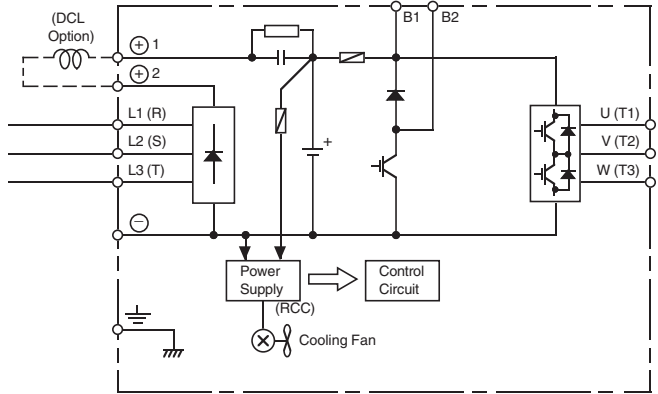 (DCL
Option)
B1 B2
⊕ 1
⊕ 2
L1 (R)
L2 (S)
L3 (T)
U (T1)
V (T2)
W (T3)
+
⊖
Power
Supply
(RCC)
Control
Circuit
Cooling Fan